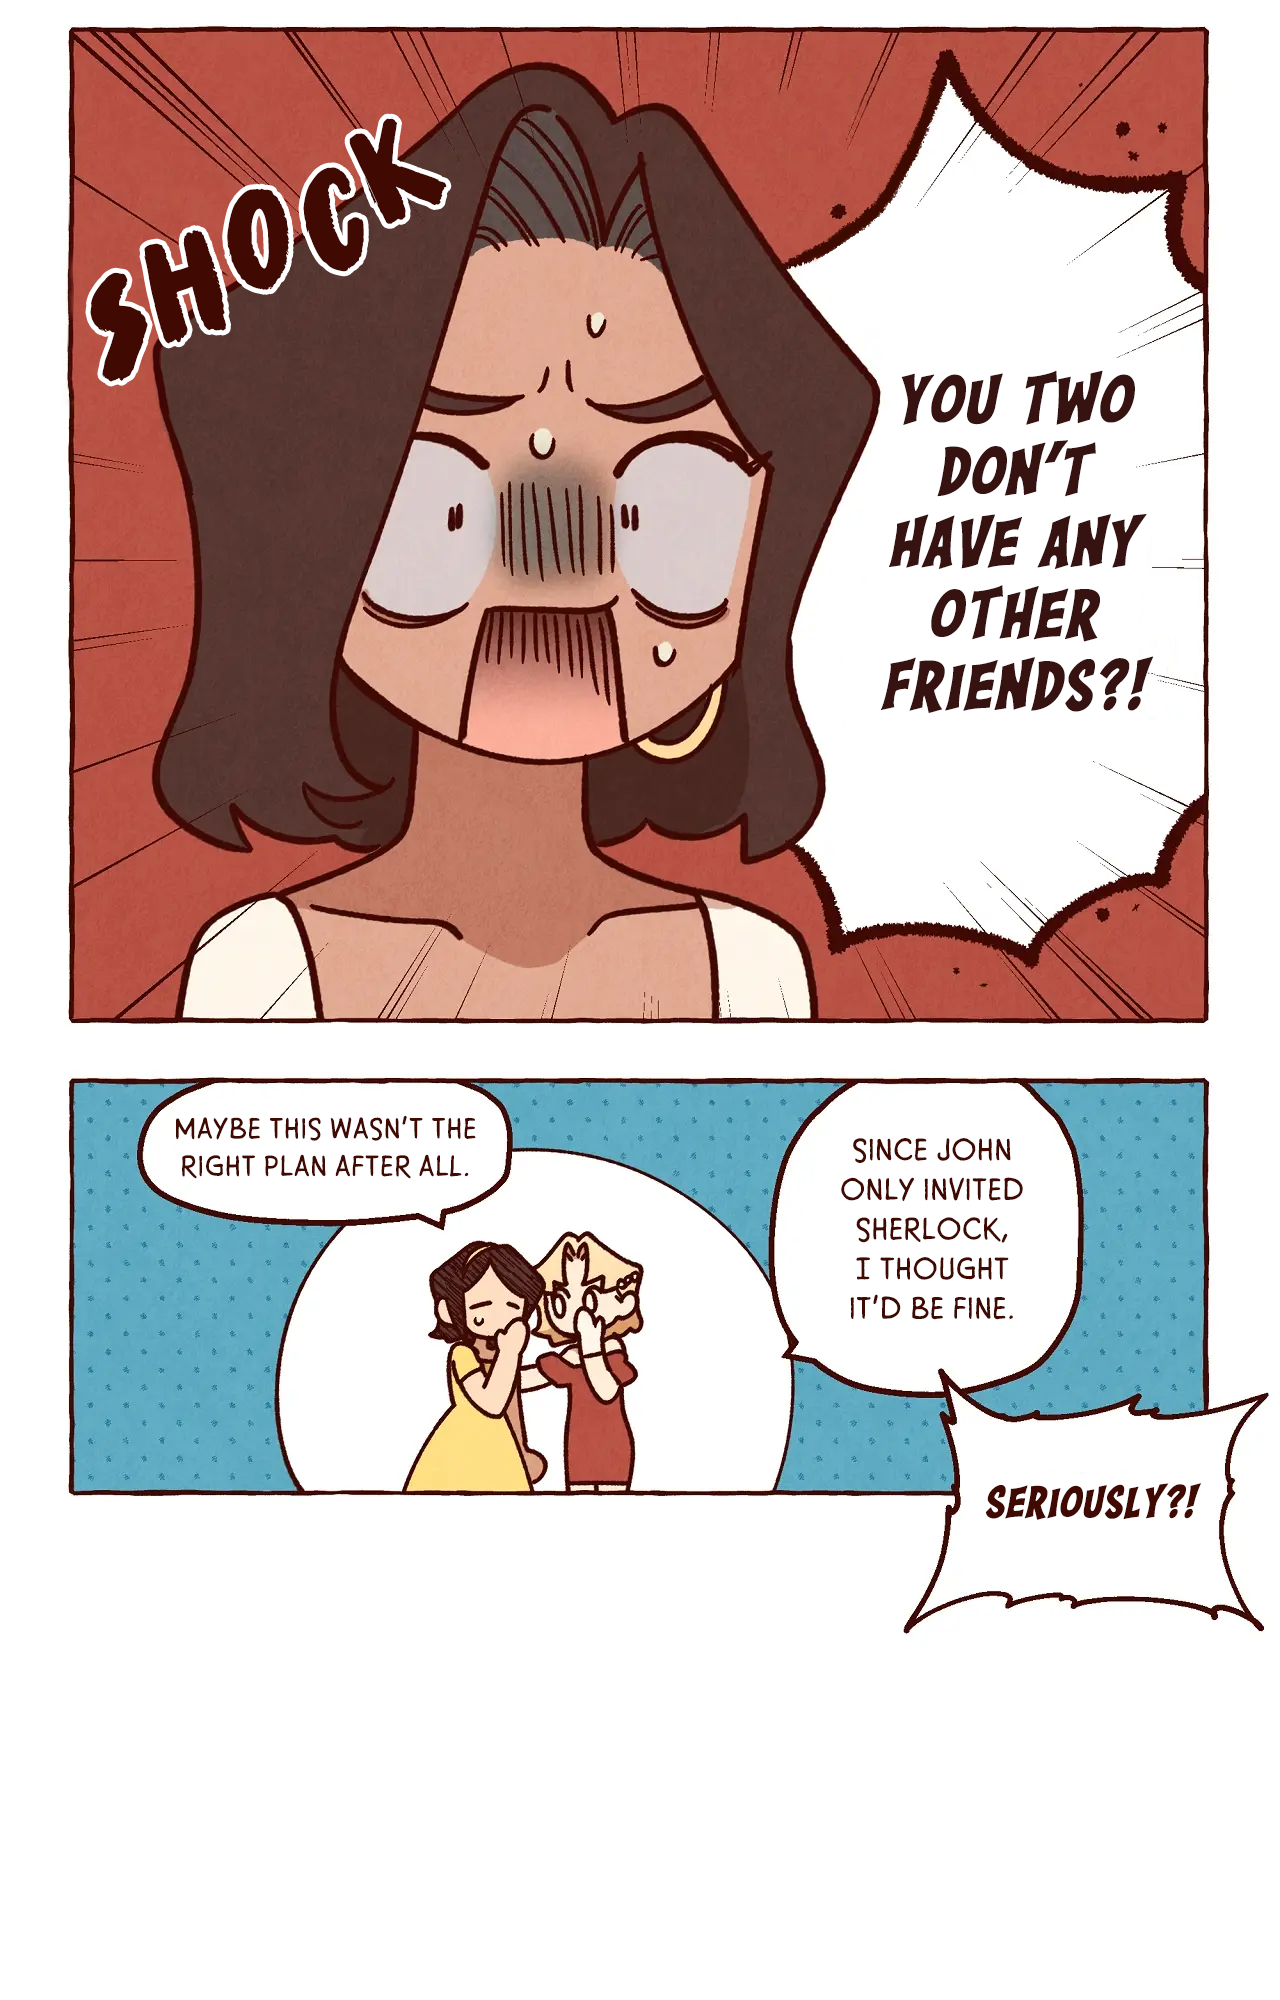 SHOCK
YOU TWO
DON'T
HAVE ANY
OTHER
FRIENDS?!
MAYBE THIS WASN'T THE
RIGHT PLAN AFTER ALL.
SINCE JOHN
ONLY INVITED
SHERLOCK,
I THOUGHT
IT'D BE FINE.
SERIOUSLY?!